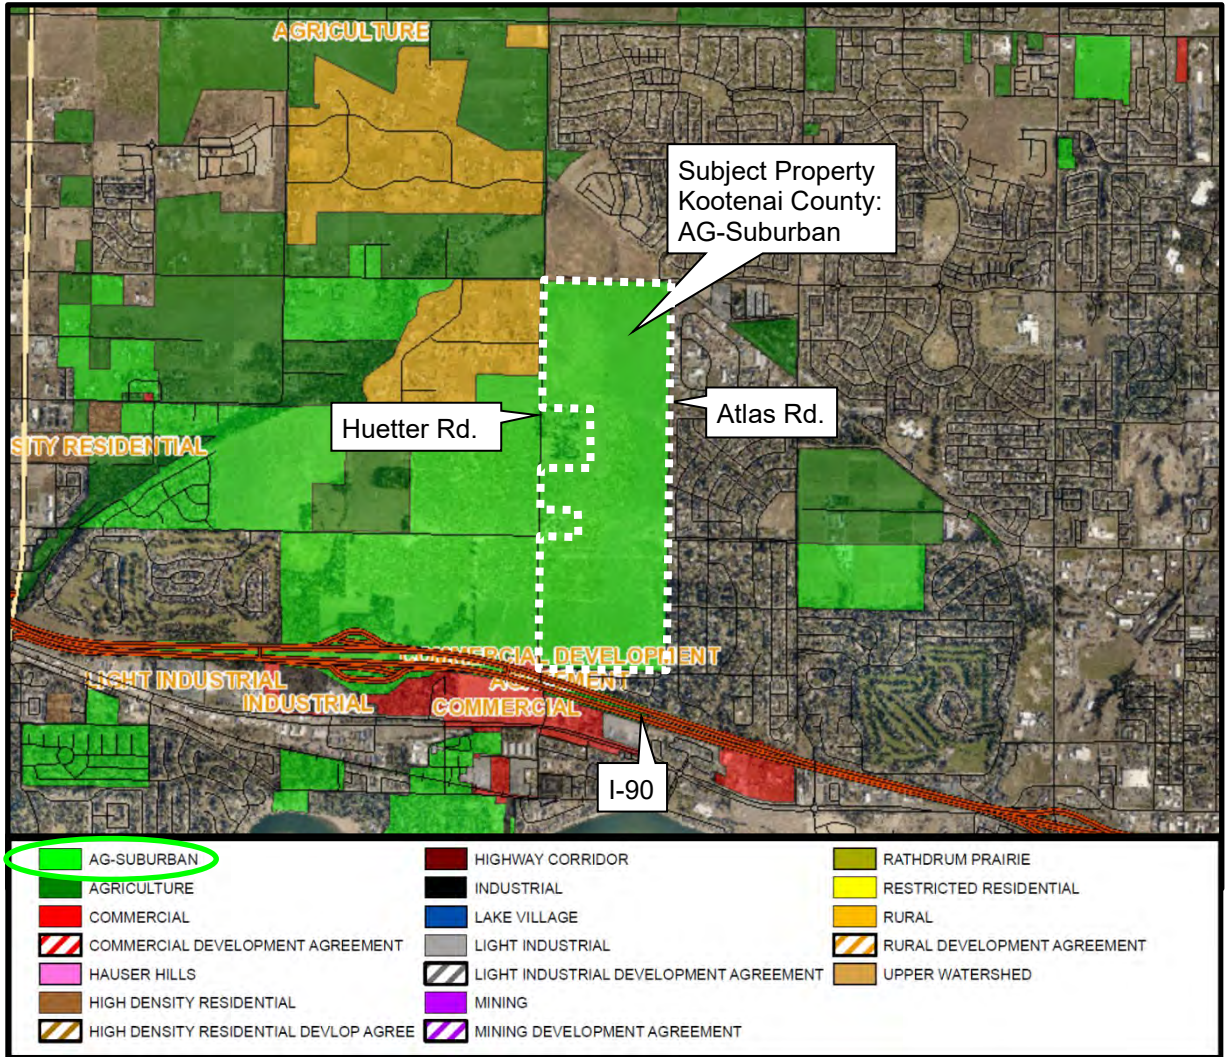 AGRICULTURE
Subject Property
Kootenai County:
AG-Suburban
Huetter Rd.
Atlas Rd.
SITY RESIDENTIAL
COMMERCIAL DEVELOPMENT
AGREEMENT
LIGHT INDUSTRIAL
INDUSTRIAL
COMMERCIAL
I-90
AG-SUBURBAN
AGRICULTURE
COMMERCIAL
COMMERCIAL DEVELOPMENT AGREEMENT
HAUSER HILLS
HIGH DENSITY RESIDENTIAL
HIGH DENSITY RESIDENTIAL DEVLOP AGREE
HIGHWAY CORRIDOR
INDUSTRIAL
LAKE VILLAGE
LIGHT INDUSTRIAL
LIGHT INDUSTRIAL DEVELOPMENT AGREEMENT
MINING
MINING DEVELOPMENT AGREEMENT
RATHDRUM PRAIRIE
RESTRICTED RESIDENTIAL
RURAL
RURAL DEVELOPMENT AGREEMENT
UPPER WATERSHED